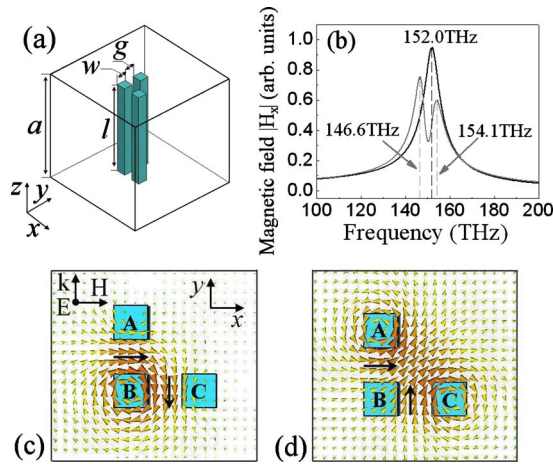 (a)
g
w
a
l
z
y
x
(b)
Magnetic field |Hx| (arb. units)
1.0
0.8
0.6
0.4
0.2
0.0
152.0THz
146.6THz
154.1THz
100 120 140 160 180 200
Frequency (THz)
k
E
H
y
x
A
B
C
(c)
A
B
C
(d)